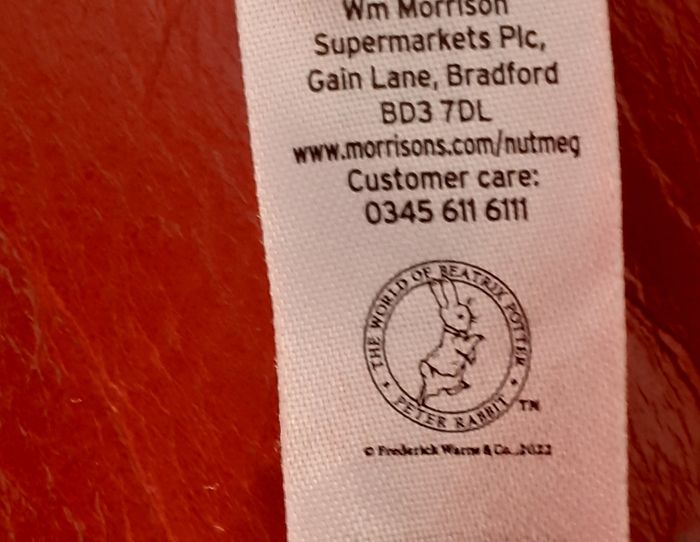 Wm Morrison
Supermarkets Plc,
Gain Lane, Bradford
BD3 7DL
www.morrisons.com/nutmeg
Customer care:
0345 611 6111
THE WORLD OF BEATRIX POTTER
PETER RABBIT
TM
© Frederick Warne & Co., 2022